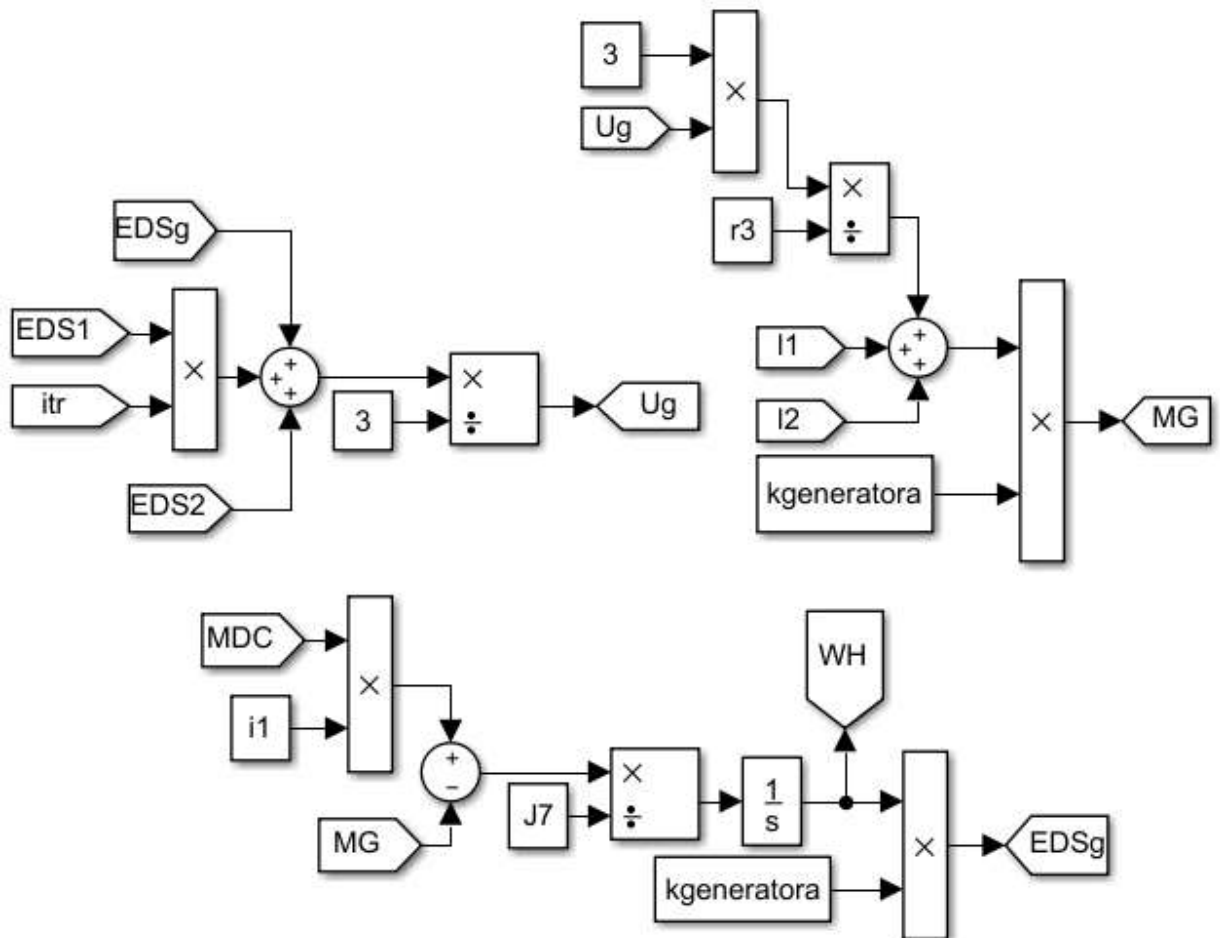 3
×
Ug
×
÷
r3
EDSg
EDS1
itr
×
+
+
+
EDS2
3
×
÷
Ug
I1
I2
+
+
+
kgeneratora
×
MG
MDC
i1
×
+
−
MG
J7
×
÷
1
s
WH
kgeneratora
×
EDSg